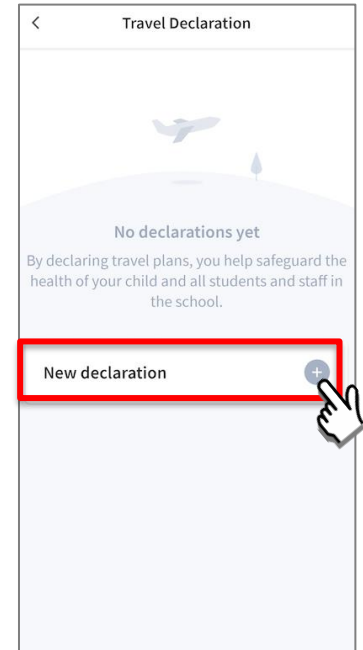 Travel Declaration
No declarations yet
By declaring travel plans, you help safeguard the
health of your child and all students and staff in
the school.
New declaration